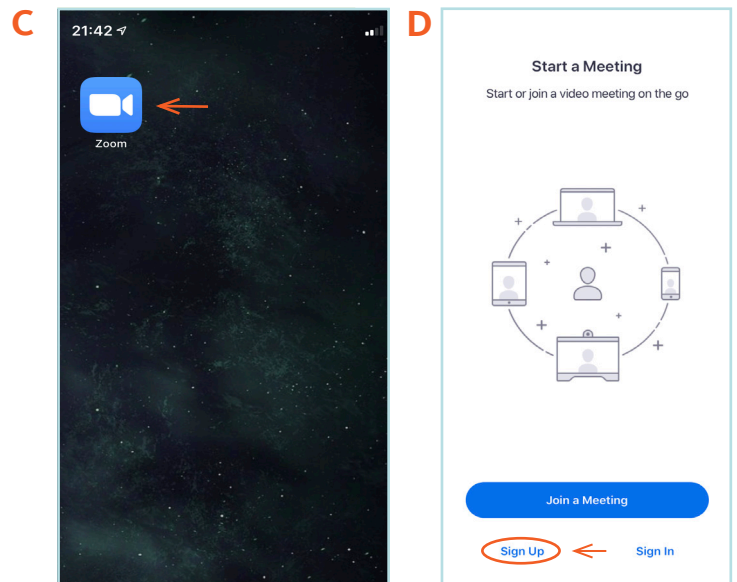 C
21:42
Zoom
D
Start a Meeting
Start or join a video meeting on the go
Join a Meeting
Sign Up
Sign In